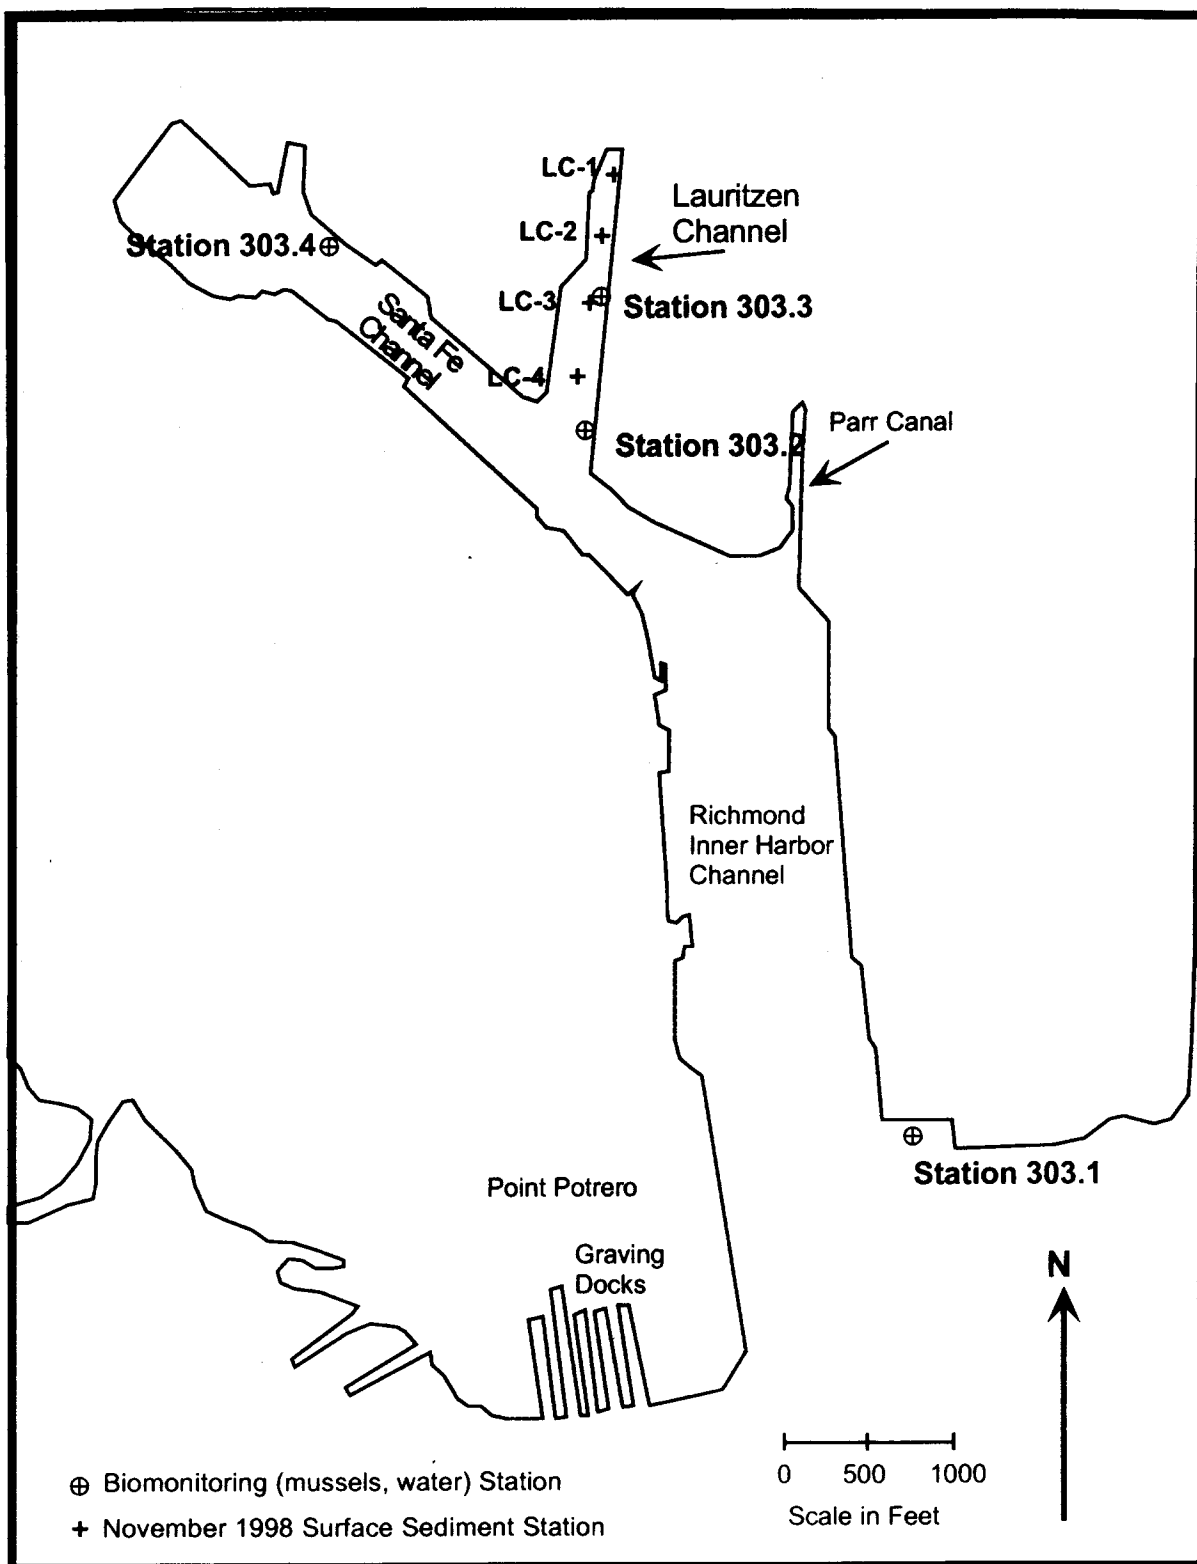 LC-1
Lauritzen
Channel
LC-2
Station 303.4
LC-3
Station 303.3
Santa Fe
Channel
LC-4
Parr Canal
Station 303.2
Richmond
Inner Harbor
Channel
Station 303.1
Point Potrero
Graving
Docks
N
0 500 1000
Scale in Feet
⊕ Biomonitoring (mussels, water) Station
+ November 1998 Surface Sediment Station